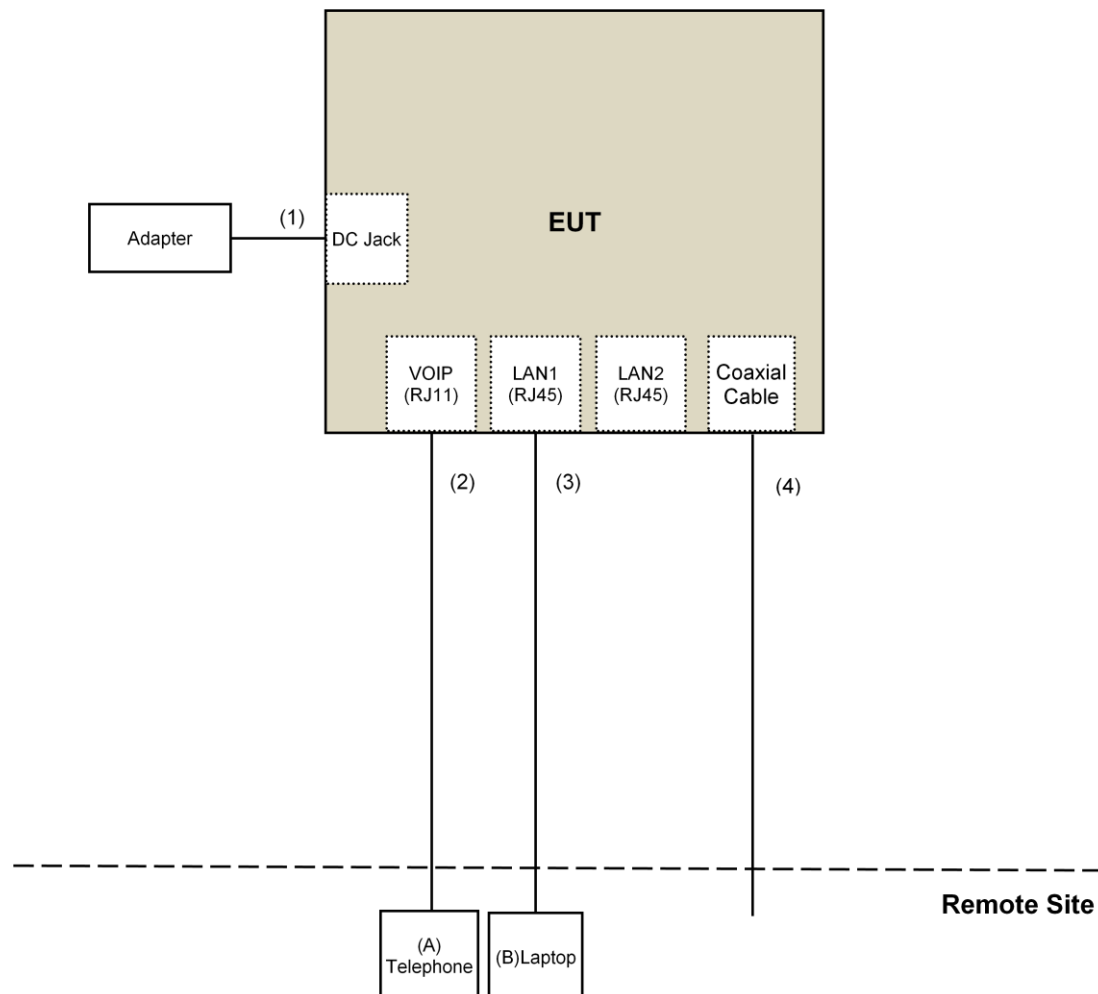 EUT
(1)
Adapter
DC Jack
VOIP
(RJ11)
LAN1
(RJ45)
LAN2
(RJ45)
Coaxial
Cable
(2)
(3)
(4)
Remote Site
(A)
Telephone
(B)Laptop